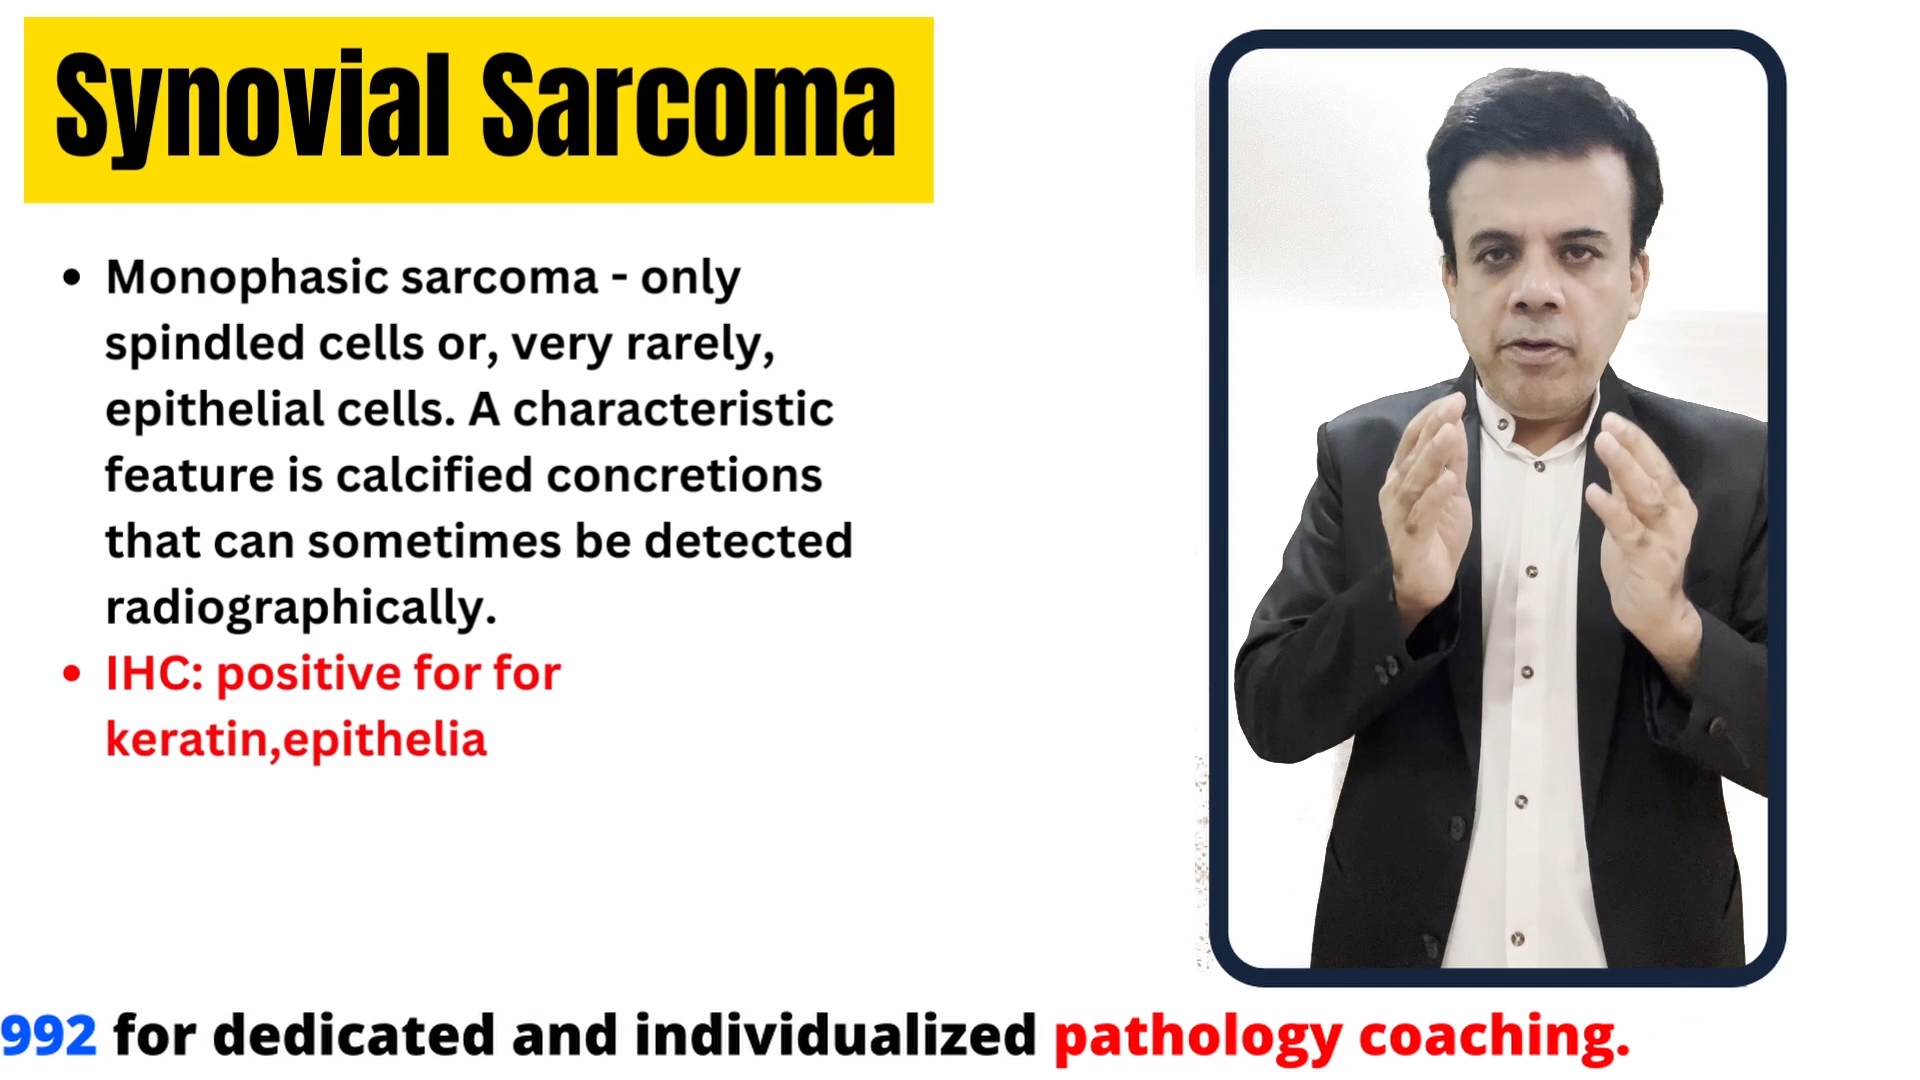 Synovial Sarcoma
• Monophasic sarcoma - only
spindled cells or, very rarely,
epithelial cells. A characteristic
feature is calcified concretions
that can sometimes be detected
radiographically.
• IHC: positive for for
keratin,epithelia
992 for dedicated and individualized pathology coaching.